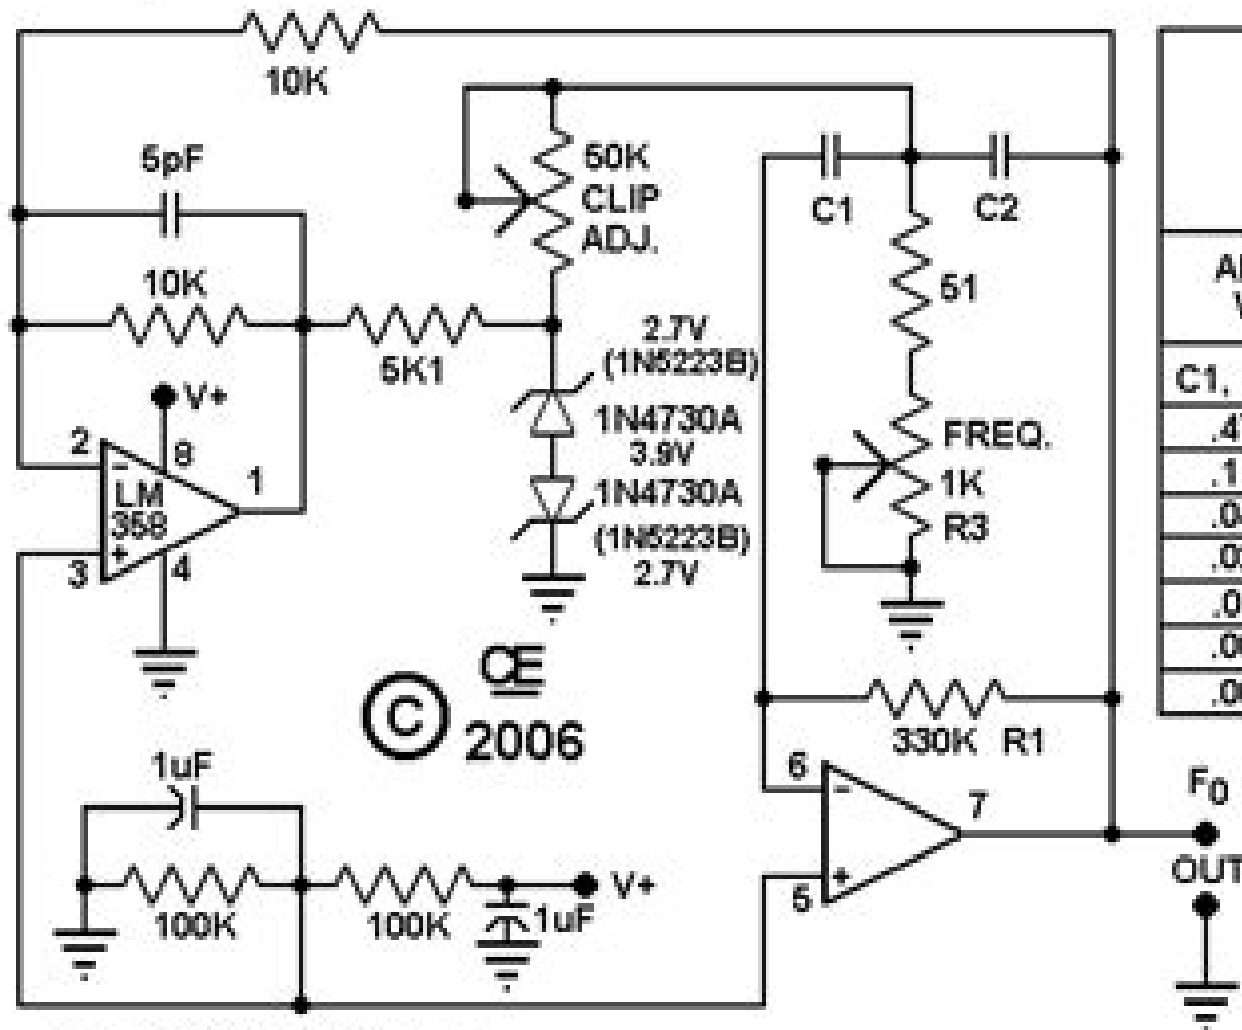 10K
5pF
10K
50K
CLIP
ADJ.
C1
C2
51
5K1
2.7V
(1N5223B)
1N4730A
3.9V
1N4730A
(1N5223B)
2.7V
V+
2
8
1
-
LM
358
+
3
4
FREQ.
1K
R3
C1,
.1
© OE
2006
330K R1
6
-
7
+
5
F0
OUT
1uF
100K
100K
V+
1uF